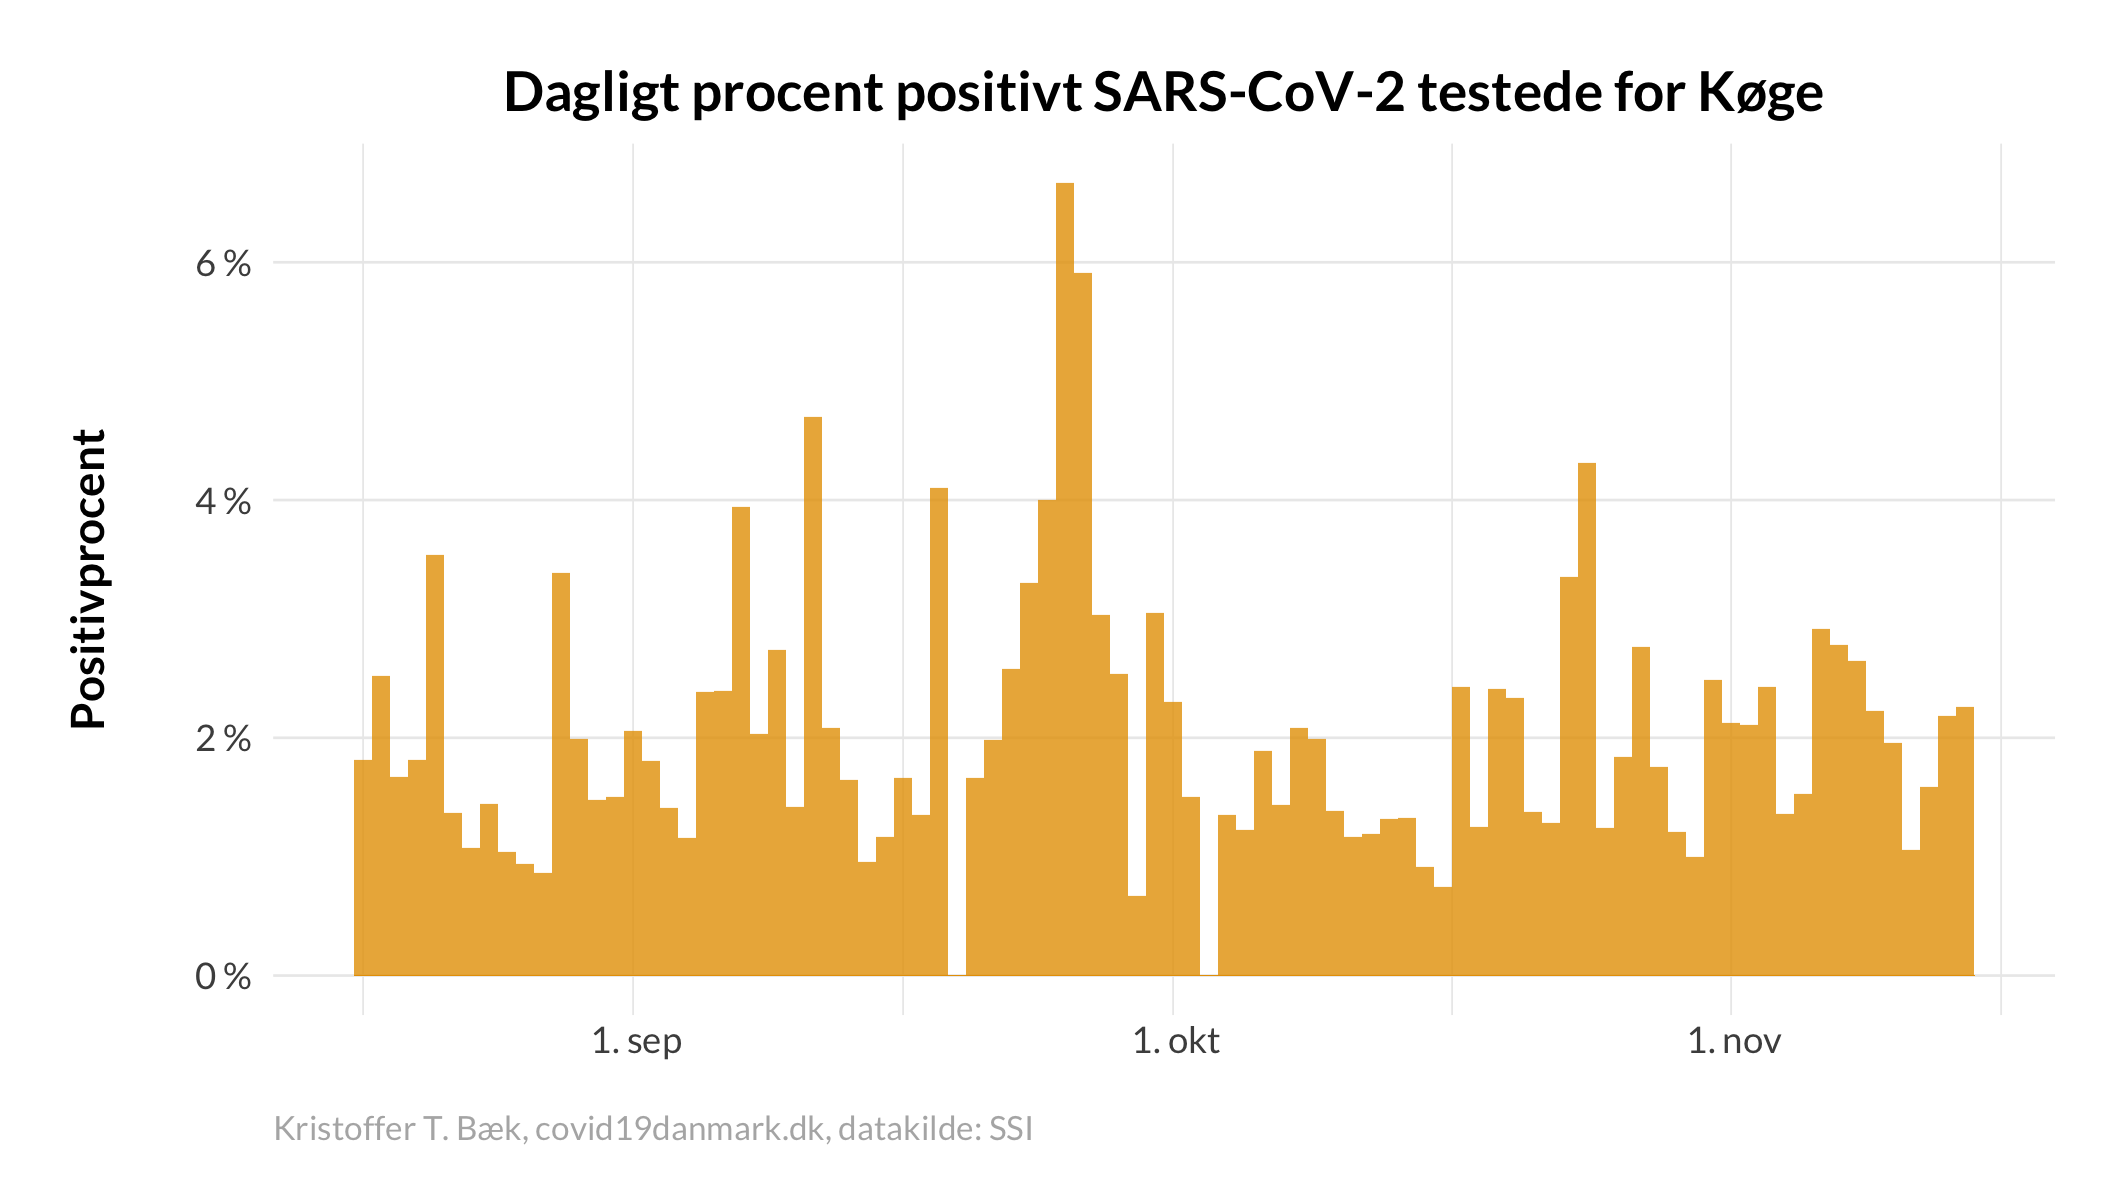 Dagligt procent positivt SARS-CoV-2 testede for Køge
Positivprocent
6 %
4 %
2 %
0 %
1. sep
1. okt
1. nov
Kristoffer T. Bæk, covid19danmark.dk, datakilde: SSI